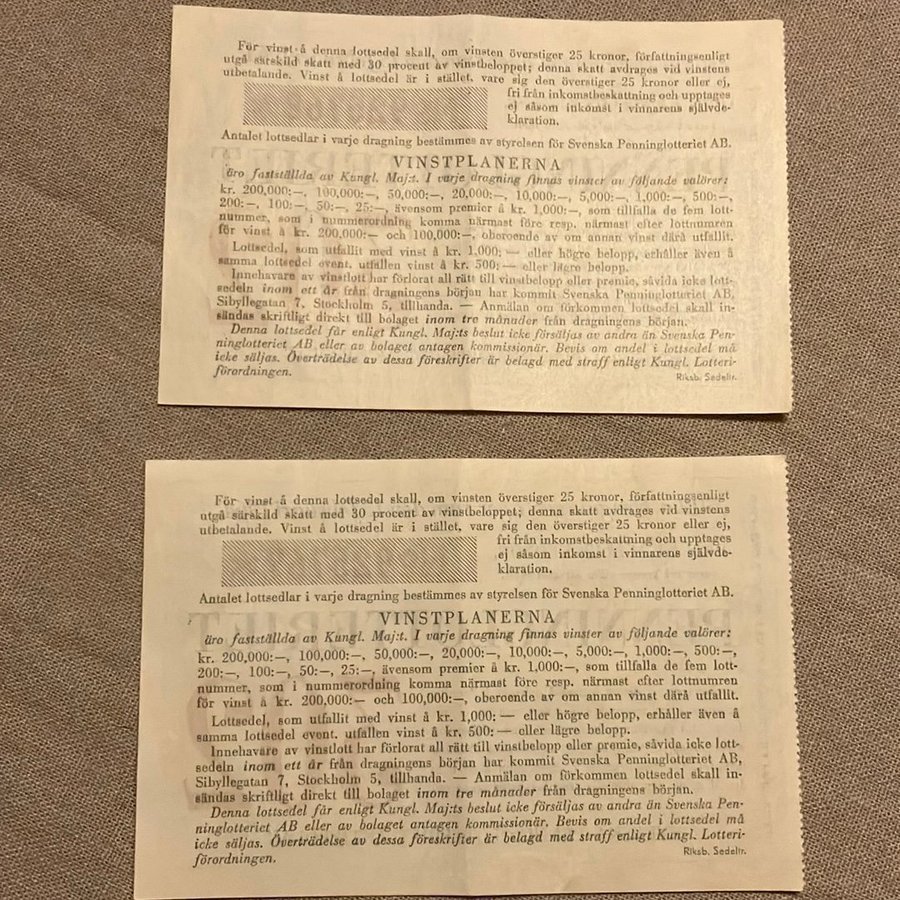 För vinst å denna lottsedel skall, om vinsten överstiger 25 kronor, författningsenligt
utgå särskild skatt med 30 procent av vinstbeloppet; denna skatt avdrages vid vinstens
utbetalande. Vinst å lottsedel är i stället, vare sig den överstiger 25 kronor eller ej,
fri från inkomstbeskattning och upptages
ej såsom inkomst i vinnarens självde-
klaration.
Antalet lottsedlar i varje dragning bestämmes av styrelsen för Svenska Penninglotteriet AB.
VINSTPLANERNA
äro fastställda av Kungl. Maj:t. I varje dragning finnas vinster av följande valörer:
kr. 200,000:—, 100,000:—, 50,000:—, 20,000:—, 10,000:—, 5,000:—, 1,000:—, 500:—,
200:—, 100:—, 50:—, 25:—, ävensom premier å kr. 1,000:—, som tillfalla de fem lott-
nummer, som i nummerordning komma närmast före resp. närmast efter lottnumren
för vinst å kr. 200,000:— och 100,000:—, oberoende av om annan vinst därå utfallit.
Lottsedel, som utfallit med vinst å kr. 1,000:— eller högre belopp, erhåller även å
samma lottsedel event. utfallen vinst å kr. 500:— eller lägre belopp.
Innehavare av vinstlott har förlorat all rätt till vinstbelopp eller premie, såvida icke lott-
sedeln inom ett år från dragningens början har kommit Svenska Penninglotteriet AB,
Sibyllegatan 7, Stockholm 5, tillhanda. — Anmälan om förkommen lottsedel skall in-
sändas skriftligt direkt till bolaget inom tre månader från dragningens början.
Denna lottsedel får enligt Kungl. Maj:ts beslut icke försäljas av andra än Svenska Pen-
ninglotteriet AB eller av bolaget antagen kommissionär. Bevis om andel i lottsedel må
icke säljas. Överträdelse av dessa föreskrifter är belagd med straff enligt Kungl. Lotteri-
förordningen.
Riksb. Sedeltr.
För vinst å denna lottsedel skall, om vinsten överstiger 25 kronor, författningsenligt
utgå särskild skatt med 30 procent av vinstbeloppet; denna skatt avdrages vid vinstens
utbetalande. Vinst å lottsedel är i stället, vare sig den överstiger 25 kronor eller ej,
fri från inkomstbeskattning och upptages
ej såsom inkomst i vinnarens självde-
klaration.
Antalet lottsedlar i varje dragning bestämmes av styrelsen för Svenska Penninglotteriet AB.
VINSTPLANERNA
äro fastställda av Kungl. Maj:t. I varje dragning finnas vinster av följande valörer:
kr. 200,000:—, 100,000:—, 50,000:—, 20,000:—, 10,000:—, 5,000:—, 1,000:—, 500:—,
200:—, 100:—, 50:—, 25:—, ävensom premier å kr. 1,000:—, som tillfalla de fem lott-
nummer, som i nummerordning komma närmast före resp. närmast efter lottnumren
för vinst å kr. 200,000:— och 100,000:—, oberoende av om annan vinst därå utfallit.
Lottsedel, som utfallit med vinst å kr. 1,000:— eller högre belopp, erhåller även å
samma lottsedel event. utfallen vinst å kr. 500:— eller lägre belopp.
Innehavare av vinstlott har förlorat all rätt till vinstbelopp eller premie, såvida icke lott-
sedeln inom ett år från dragningens början har kommit Svenska Penninglotteriet AB,
Sibyllegatan 7, Stockholm 5, tillhanda. — Anmälan om förkommen lottsedel skall in-
sändas skriftligt direkt till bolaget inom tre månader från dragningens början.
Denna lottsedel får enligt Kungl. Maj:ts beslut icke försäljas av andra än Svenska Pen-
ninglotteriet AB eller av bolaget antagen kommissionär. Bevis om andel i lottsedel må
icke säljas. Överträdelse av dessa föreskrifter är belagd med straff enligt Kungl. Lotteri-
förordningen.
Riksb. Sedeltr.